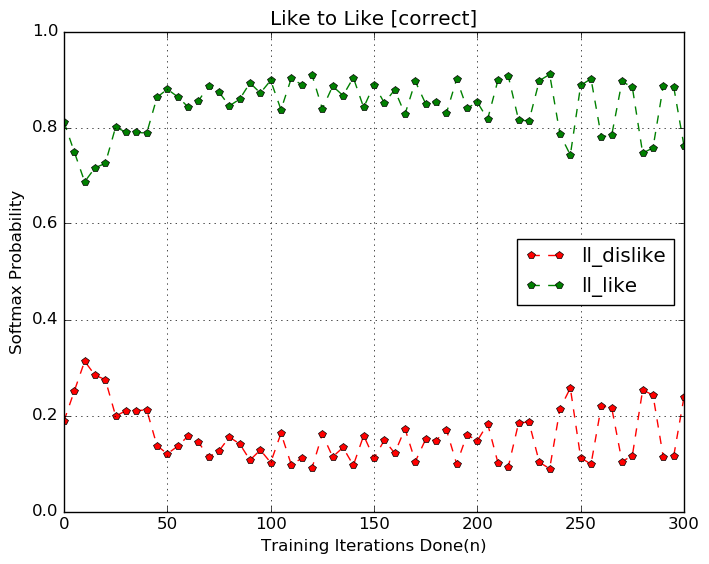 Like to Like [correct]
1.0
0.8
0.6
0.4
0.2
0.0
Softmax Probability
ll_dislike
ll_like
0 50 100 150 200 250 300
Training Iterations Done(n)